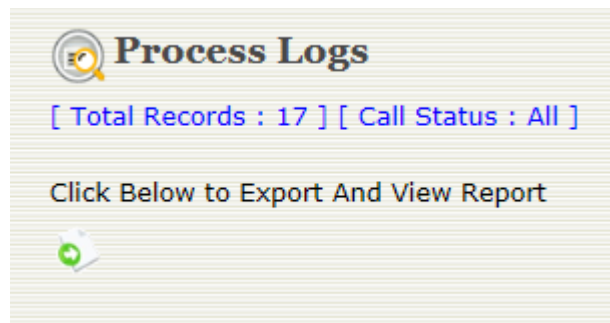 Process Logs
[ Total Records : 17 ] [ Call Status : All ]
Click Below to Export And View Report